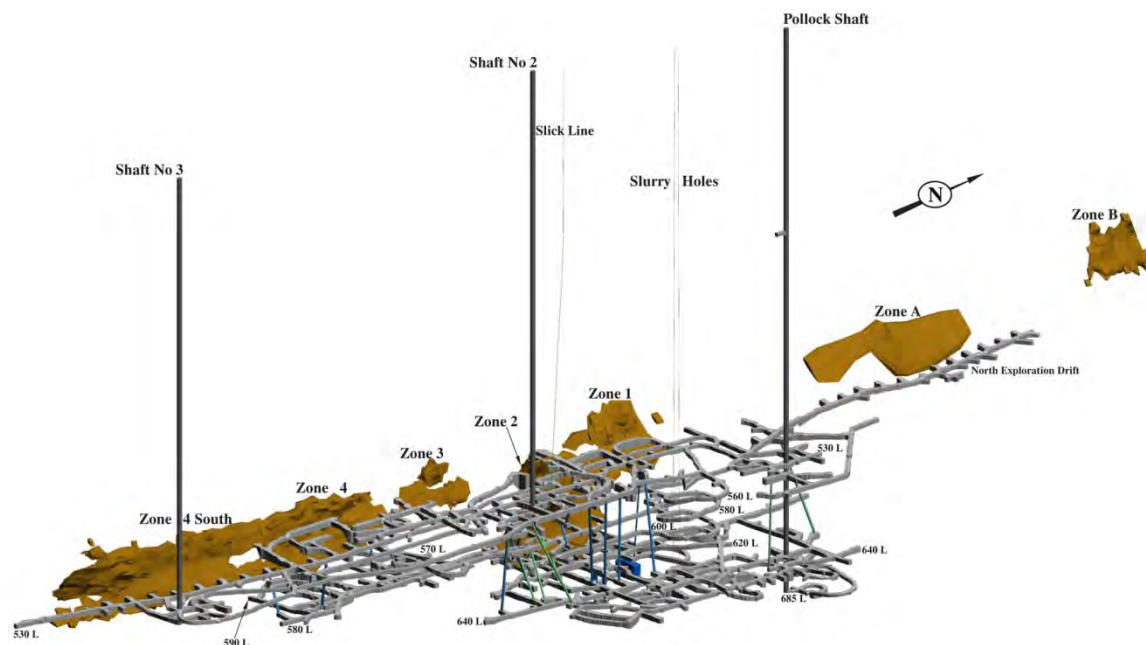 Pollock Shaft
Shaft No 2
Slick Line
Shaft No 3
Slurry Holes
N
Zone B
Zone A
North Exploration Drift
Zone 1
Zone 2
Zone 3
530 L
Zone 4
560 L
580 L
Zone 4 South
600 L
570 L
620 L
640 L
685 L
640 L
580 L
530 L
590 L